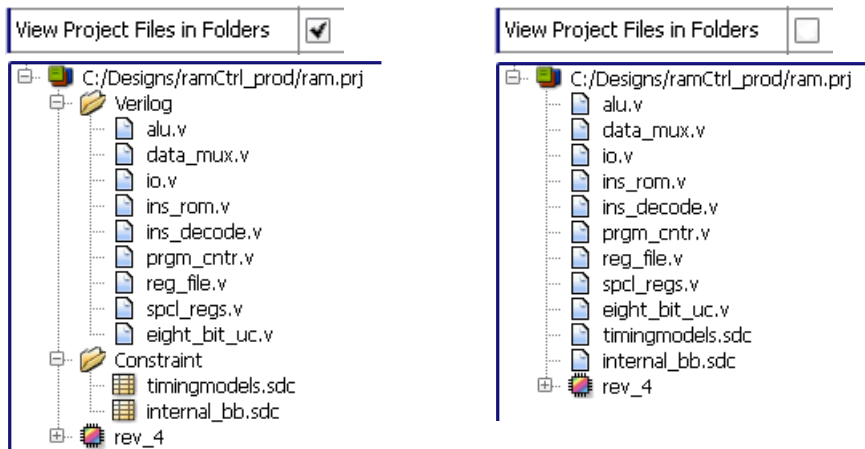 View Project Files in Folders
C:/Designs/ramCtrl_prod/ram.prj
Verilog
alu.v
data_mux.v
io.v
ins_rom.v
ins_decode.v
prgm_cntr.v
reg_file.v
spcl_regs.v
eight_bit_uc.v
Constraint
timingmodels.sdc
internal_bb.sdc
rev_4
View Project Files in Folders
C:/Designs/ramCtrl_prod/ram.prj
alu.v
data_mux.v
io.v
ins_rom.v
ins_decode.v
prgm_cntr.v
reg_file.v
spcl_regs.v
eight_bit_uc.v
timingmodels.sdc
internal_bb.sdc
rev_4